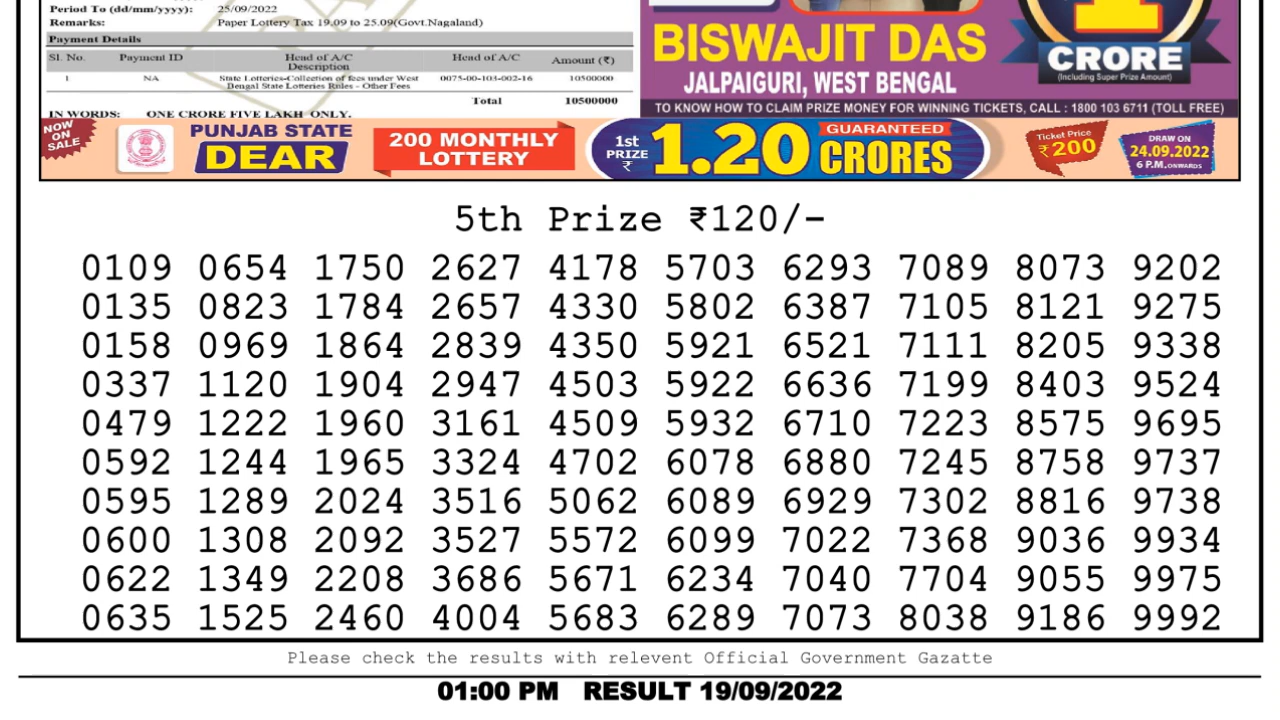 Period To (dd/mm/yyyy): 25/09/2022
Remarks: Paper Lottery Tax 19.09 to 25.09(Govt.Nagaland)
Payment Details
Sl. No. Payment ID Head of A/C Description Head of A/C Amount (₹)
1 NA State Lotteries-Collection of fees under West Bengal State Lotteries Rules - Other Fees 0075-00-103-002-16 10500000
Total 10500000
IN WORDS: ONE CRORE FIVE LAKH ONLY.
BISWAJIT DAS
JALPAIGURI, WEST BENGAL
1
CRORE
(Including Super Prize Amount)
TO KNOW HOW TO CLAIM PRIZE MONEY FOR WINNING TICKETS, CALL : 1800 103 6711 (TOLL FREE)
NOW ON SALE
PUNJAB STATE
DEAR
200 MONTHLY
LOTTERY
1st PRIZE ₹ 1.20 GUARANTEED CRORES
Ticket Price
₹200
DRAW ON
24.09.2022
6 P.M. ONWARDS
5th Prize ₹120/-
0109 0654 1750 2627 4178 5703 6293 7089 8073 9202
0135 0823 1784 2657 4330 5802 6387 7105 8121 9275
0158 0969 1864 2839 4350 5921 6521 7111 8205 9338
0337 1120 1904 2947 4503 5922 6636 7199 8403 9524
0479 1222 1960 3161 4509 5932 6710 7223 8575 9695
0592 1244 1965 3324 4702 6078 6880 7245 8758 9737
0595 1289 2024 3516 5062 6089 6929 7302 8816 9738
0600 1308 2092 3527 5572 6099 7022 7368 9036 9934
0622 1349 2208 3686 5671 6234 7040 7704 9055 9975
0635 1525 2460 4004 5683 6289 7073 8038 9186 9992
Please check the results with relevent Official Government Gazatte
01:00 PM RESULT 19/09/2022